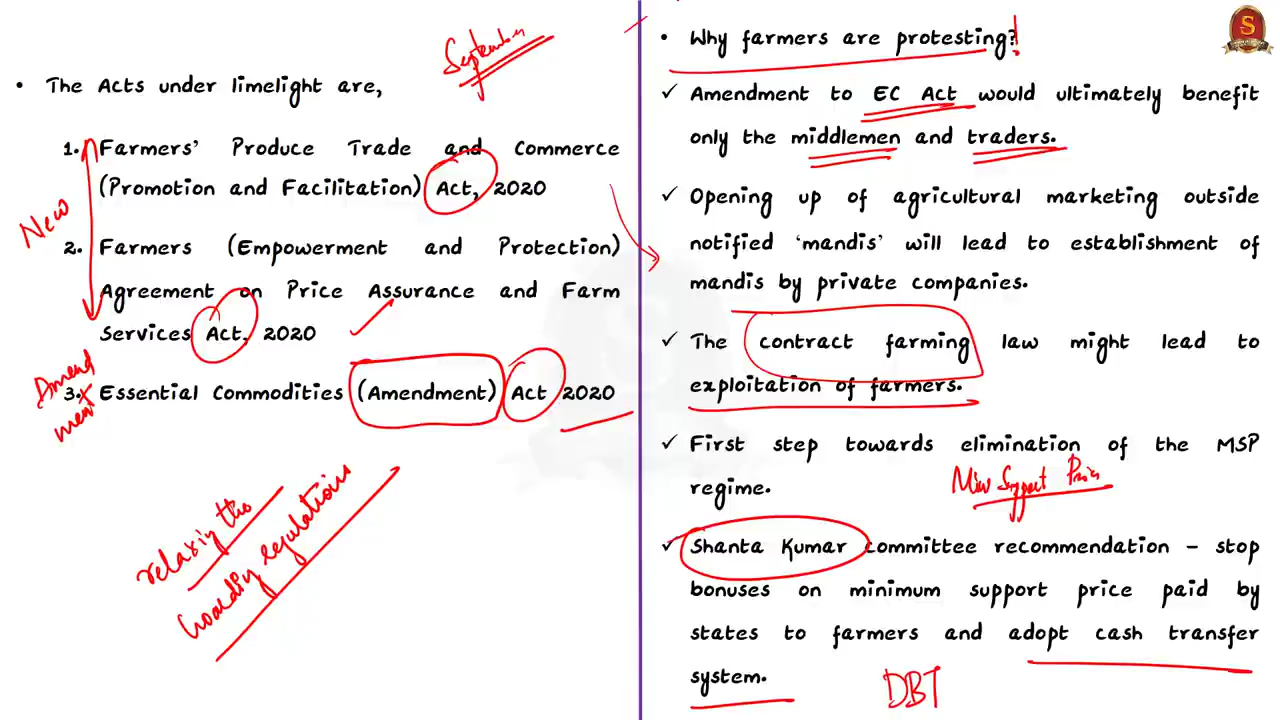 September
• The Acts under limelight are,
1. Farmers' Produce Trade and Commerce
(Promotion and Facilitation) Act, 2020
New
2. Farmers (Empowerment and Protection)
Agreement on Price Assurance and Farm
Services Act, 2020
3. Essential Commodities (Amendment) Act 2020
relaxing the
hoarding regulations
• Why farmers are protesting?!
✓ Amendment to EC Act would ultimately benefit
only the middlemen and traders.
✓ Opening up of agricultural marketing outside
notified 'mandis' will lead to establishment of
mandis by private companies.
✓ The contract farming law might lead to
exploitation of farmers.
✓ First step towards elimination of the MSP
regime.
Support
✓ Shanta Kumar committee recommendation – stop
bonuses on minimum support price paid by
states to farmers and adopt cash transfer
system.
DBT
S